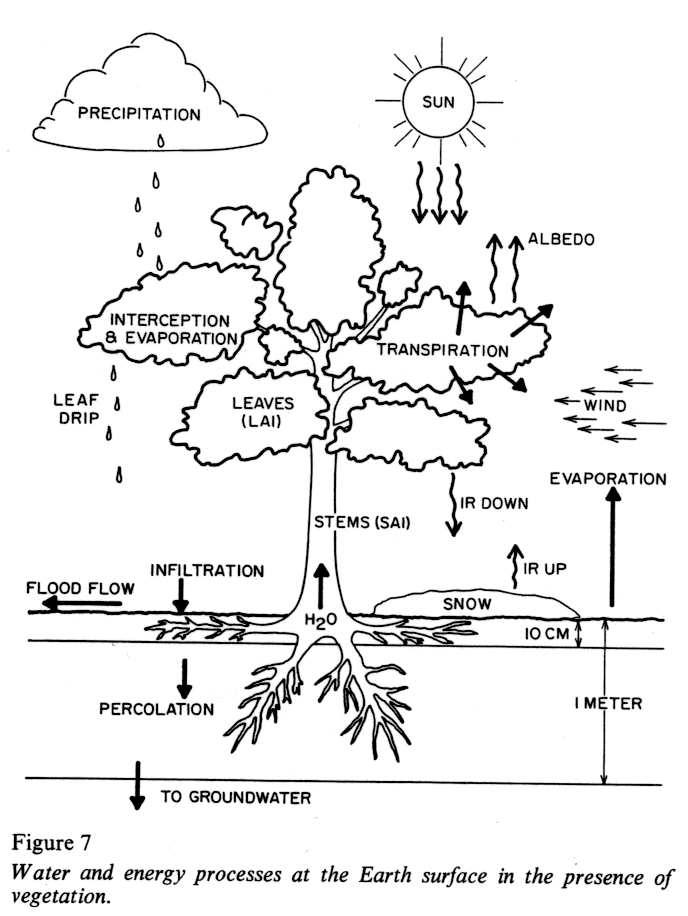 PRECIPITATION
SUN
ALBEDO
INTERCEPTION
& EVAPORATION
TRANSPIRATION
LEAF
DRIP
LEAVES
(LAI)
WIND
EVAPORATION
IR DOWN
STEMS (SAI)
INFILTRATION
IR UP
FLOOD FLOW
SNOW
H2O
10 CM
PERCOLATION
1 METER
TO GROUNDWATER
Figure 7
Water and energy processes at the Earth surface in the presence of
vegetation.